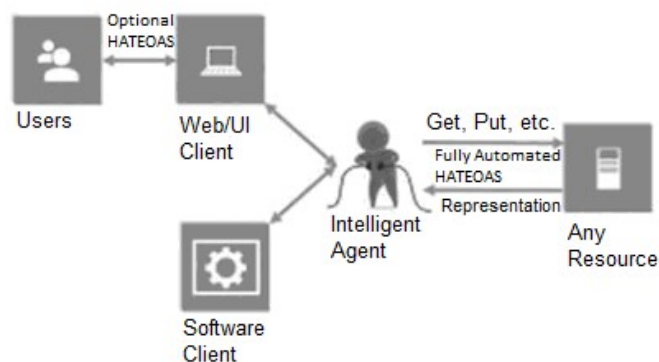 Optional
HATEOAS
Users
Web/UI
Client
Get, Put, etc.
Fully Automated
HATEOAS
Representation
Intelligent
Agent
Any
Resource
Software
Client